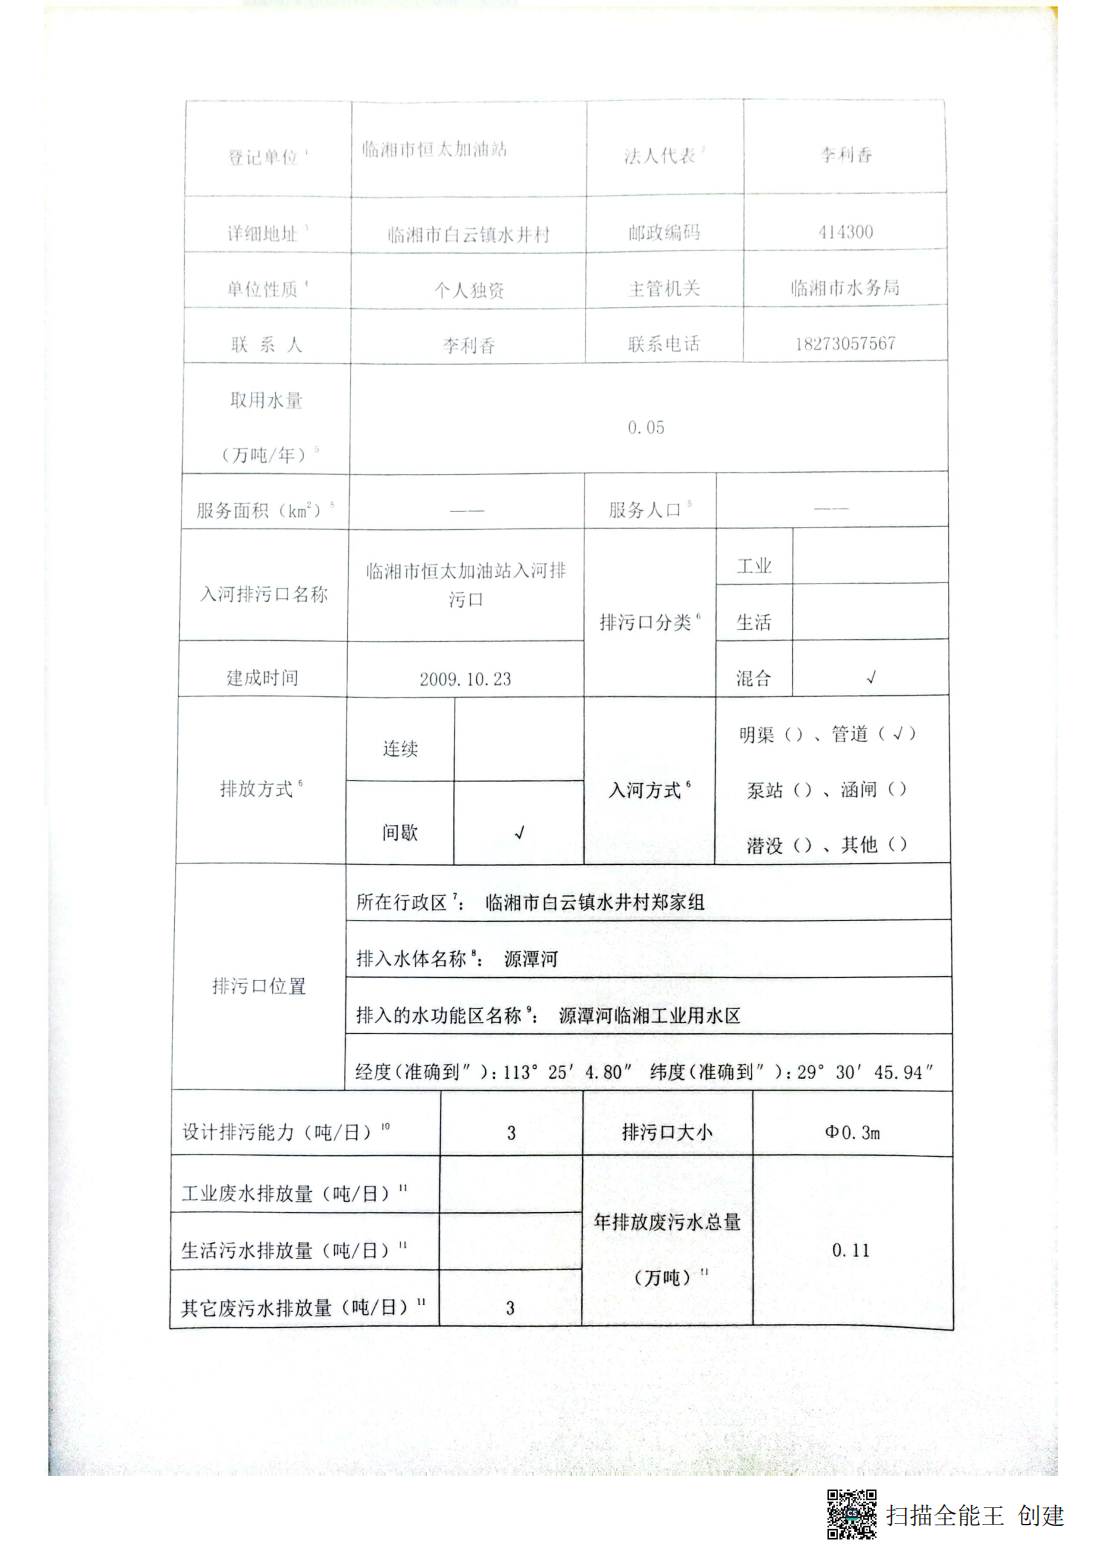 登记单位¹ 临湘市恒太加油站 法人代表² 李利香
详细地址³ 临湘市白云镇水井村 邮政编码 414300
单位性质⁴ 个人独资 主管机关 临湘市水务局
联 系 人 李利香 联系电话 18273057567
取用水量
（万吨/年）⁵ 0.05
服务面积（km²）⁵ —— 服务人口⁵ ——
入河排污口名称 临湘市恒太加油站入河排
污口
排污口分类⁶ 工业
生活
混合 √
建成时间 2009.10.23
排放方式⁶ 连续
间歇 √
入河方式⁶ 明渠（）、管道（√）
泵站（）、涵闸（）
潜没（）、其他（）
排污口位置 所在行政区⁷： 临湘市白云镇水井村郑家组
排入水体名称⁸： 源潭河
排入的水功能区名称⁹： 源潭河临湘工业用水区
经度(准确到″):113° 25′ 4.80″ 纬度(准确到″):29° 30′ 45.94″
设计排污能力（吨/日）¹⁰ 3 排污口大小 Φ0.3m
工业废水排放量（吨/日）¹¹
生活污水排放量（吨/日）¹¹
其它废污水排放量（吨/日）¹¹ 3
年排放废污水总量
（万吨）¹¹ 0.11
扫描全能王 创建